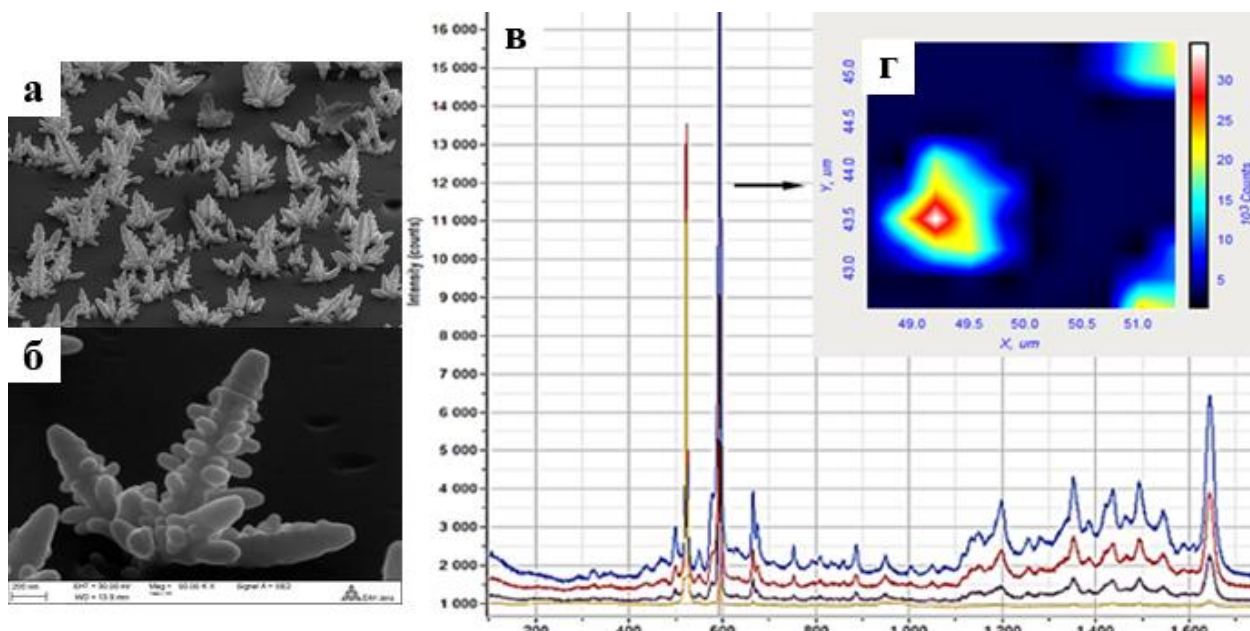 а
б
200 nm
EHT = 30.00 kV
WD = 13.5 mm
Signal A = SE2
в
16 000
15 000
14 000
13 000
12 000
11 000
10 000
9 000
8 000
7 000
6 000
5 000
4 000
3 000
2 000
1 000
Intensity (counts)
200
400
600
800
1 000
1 200
1 400
1 600
г
45.0
44.5
44.0
43.5
43.0
Y, um
49.0 49.5 50.0 50.5 51.0
X, um
30
25
20
15
10
5
10³ Counts